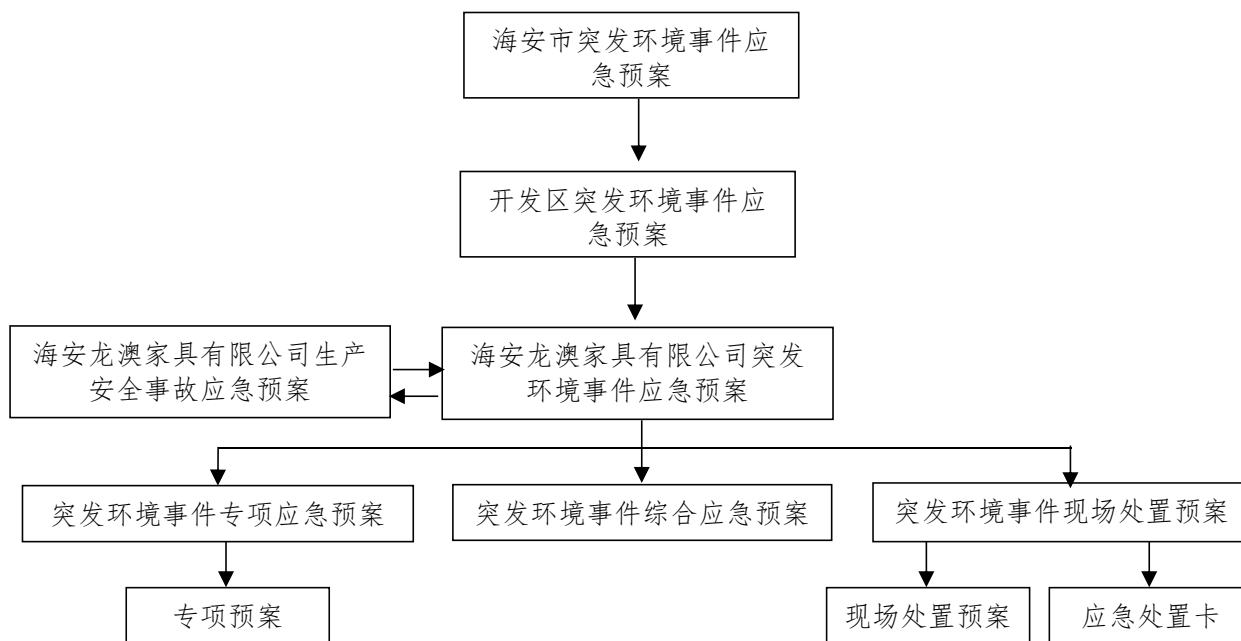 海安市突发环境事件应
急预案
开发区突发环境事件应
急预案
海安龙澳家具有限公司生产
安全事故应急预案
海安龙澳家具有限公司突发
环境事件应急预案
突发环境事件专项应急预案
突发环境事件综合应急预案
突发环境事件现场处置预案
专项预案
现场处置预案
应急处置卡